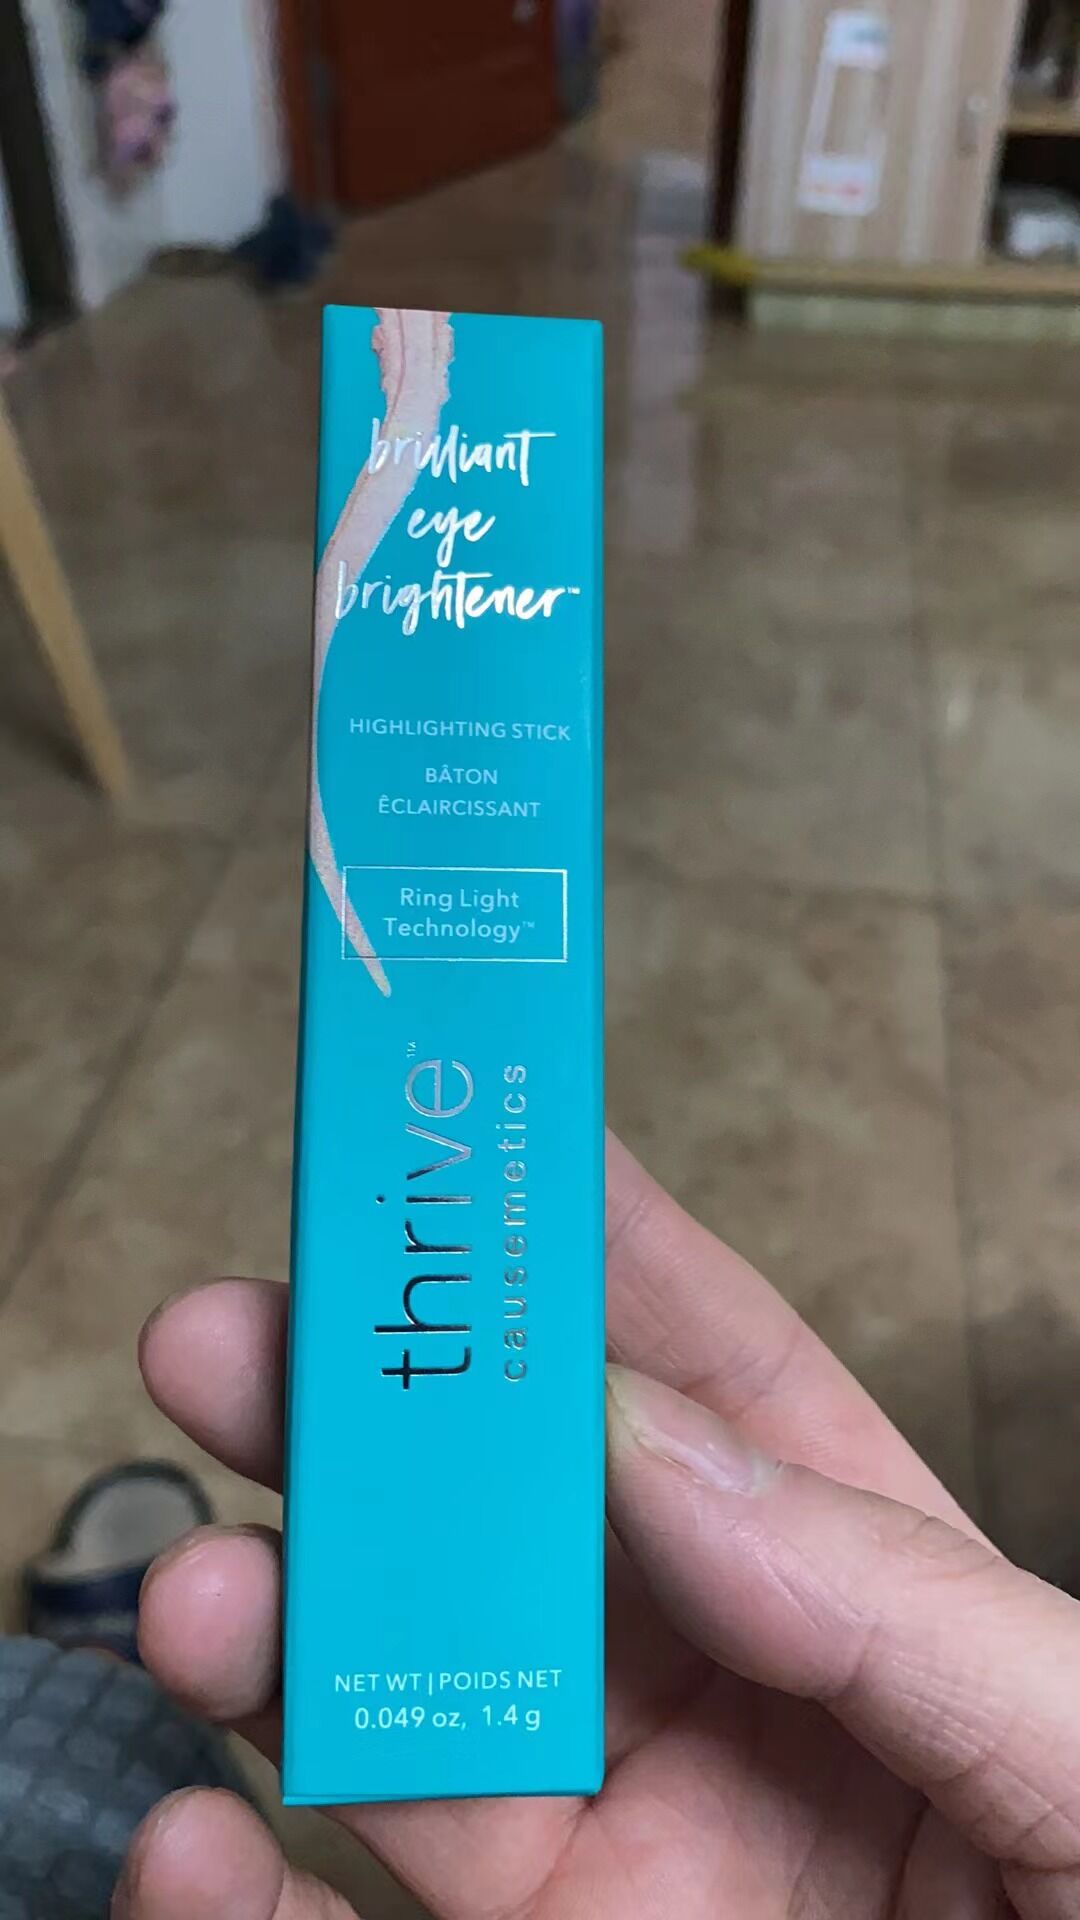 brilliant
eye
brightener™
HIGHLIGHTING STICK
BÂTON
ÊCLAIRCISSANT
Ring Light
Technology™
thrive™
causemetics
NET WT | POIDS NET
0.049 oz, 1.4 g